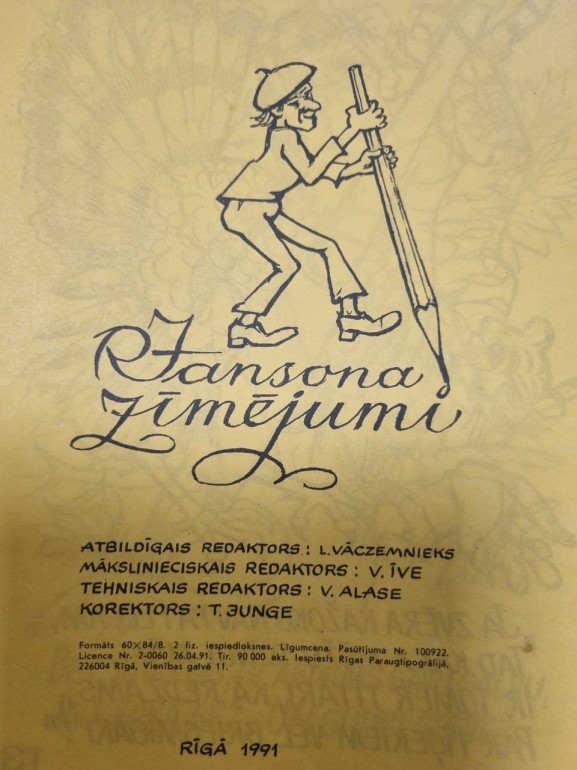 R Jansona
zīmējumi
ATBILDĪGAIS REDAKTORS: L. VĀCZEMNIEKS
MĀKSLINIECISKAIS REDAKTORS: V. ĪVE
TEHNISKAIS REDAKTORS: V. ALASE
KOREKTORS: T. JUNGE
Formāts 60×84/8. 2 fiz. iespiedloksnes. Līgumcena. Pasūtījuma Nr. 100922.
Licence Nr. 2-0060 26.04.91. Tir. 90 000 eks. Iespiests Rīgas Paraugtipogrāfijā,
226004 Rīgā, Vienības gatvē 11.
RĪGĀ 1991